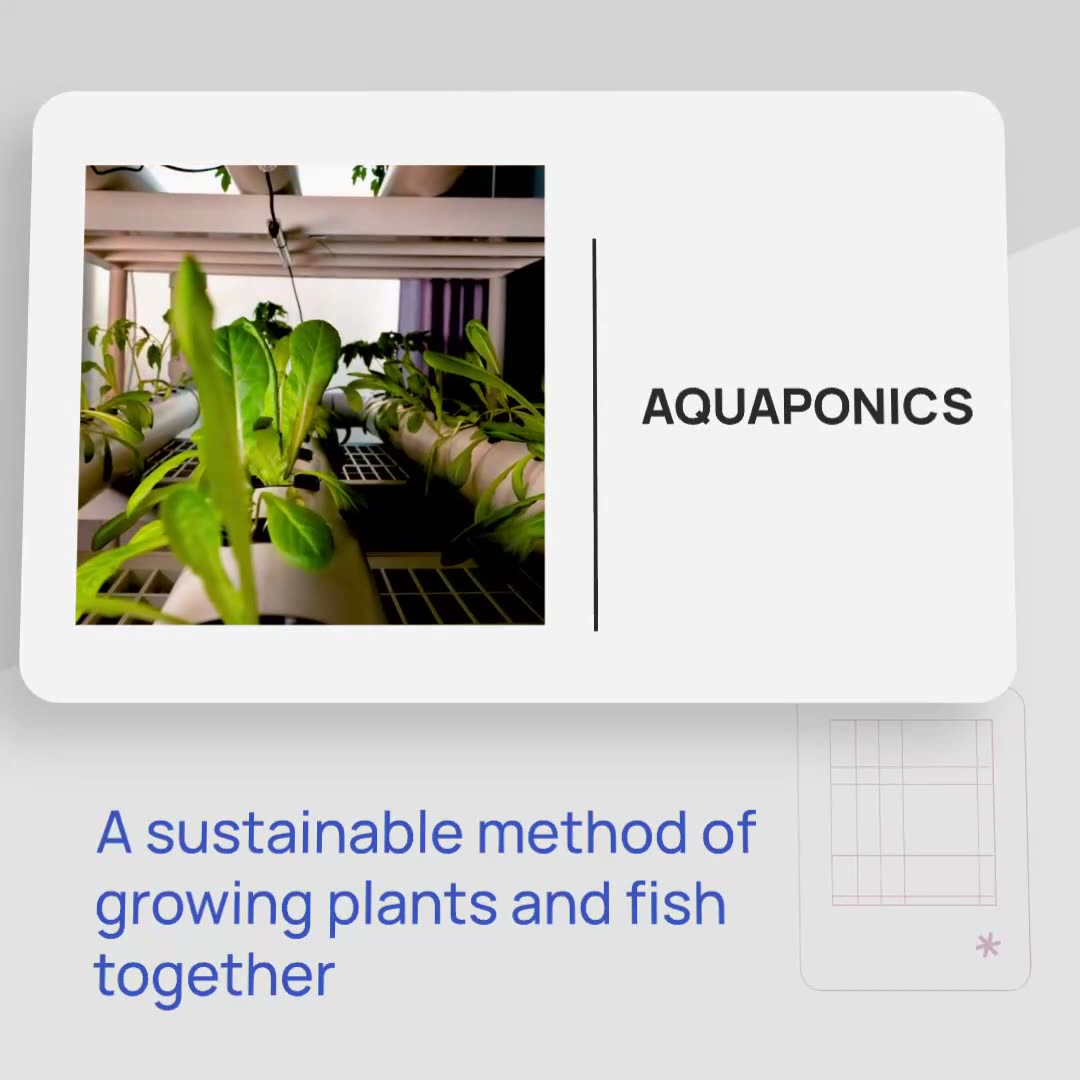 AQUAPONICS
A sustainable method of
growing plants and fish
together